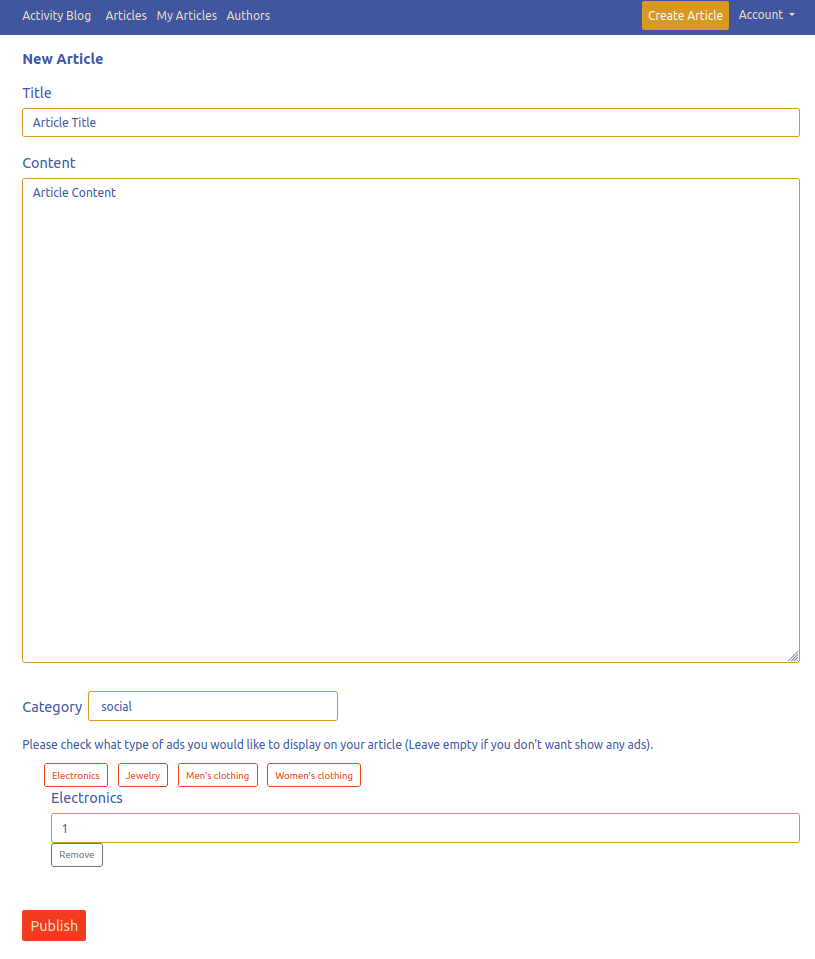 Activity Blog Articles My Articles Authors Create Article Account
New Article
Title
Article Title
Content
Article Content
Category social
Please check what type of ads you would like to display on your article (Leave empty if you don't want show any ads).
Electronics Jewelry Men's clothing Women's clothing
Electronics
1
Remove
Publish